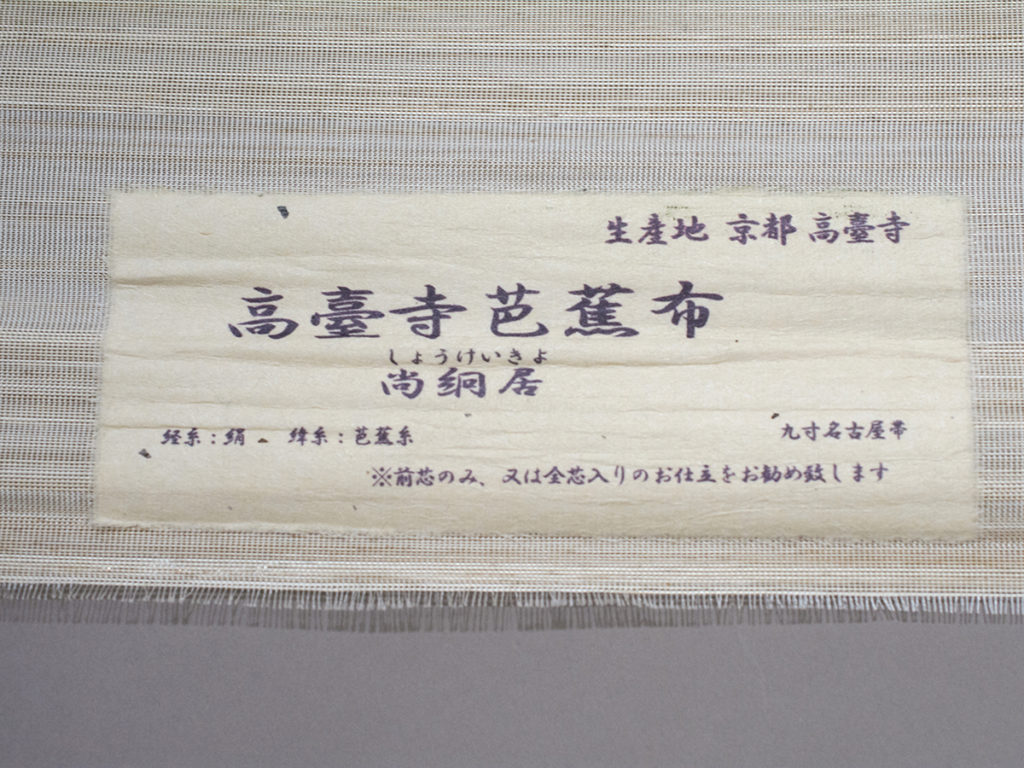 生産地 京都 高臺寺
高臺寺芭蕉布
しょうけいきよ
尚絅居
経糸：絹 緯糸：芭蕉糸 九寸名古屋帯
※前芯のみ、又は全芯入りのお仕立をお勧め致します